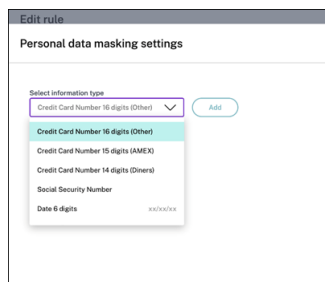 Edit rule
Personal data masking settings
Select information type
Credit Card Number 16 digits (Other)
Add
Credit Card Number 16 digits (Other)
Credit Card Number 15 digits (AMEX)
Credit Card Number 14 digits (Diners)
Social Security Number
Date 6 digits xx/xx/xx